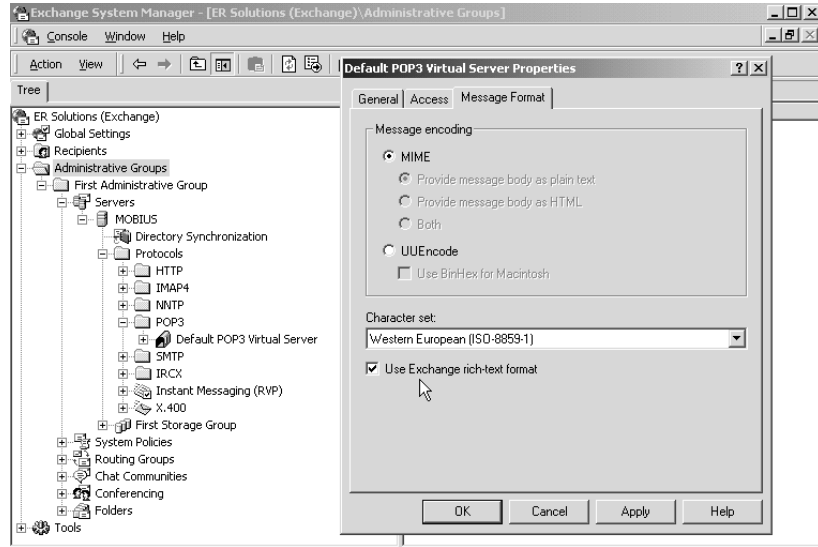 Exchange System Manager - [ER Solutions (Exchange)\Administrative Groups]
Console Window Help
Action View
Tree
ER Solutions (Exchange)
Global Settings
Recipients
Administrative Groups
First Administrative Group
Servers
MOBIUS
Directory Synchronization
Protocols
HTTP
IMAP4
NNTP
POP3
Default POP3 Virtual Server
SMTP
IRCX
Instant Messaging (RVP)
X.400
First Storage Group
System Policies
Routing Groups
Chat Communities
Conferencing
Folders
Tools
Default POP3 Virtual Server Properties
General Access Message Format
Message encoding
MIME
Provide message body as plain text
Provide message body as HTML
Both
UUEncode
Use BinHex for Macintosh
Character set:
Western European (ISO-8859-1)
Use Exchange rich-text format
OK Cancel Apply Help